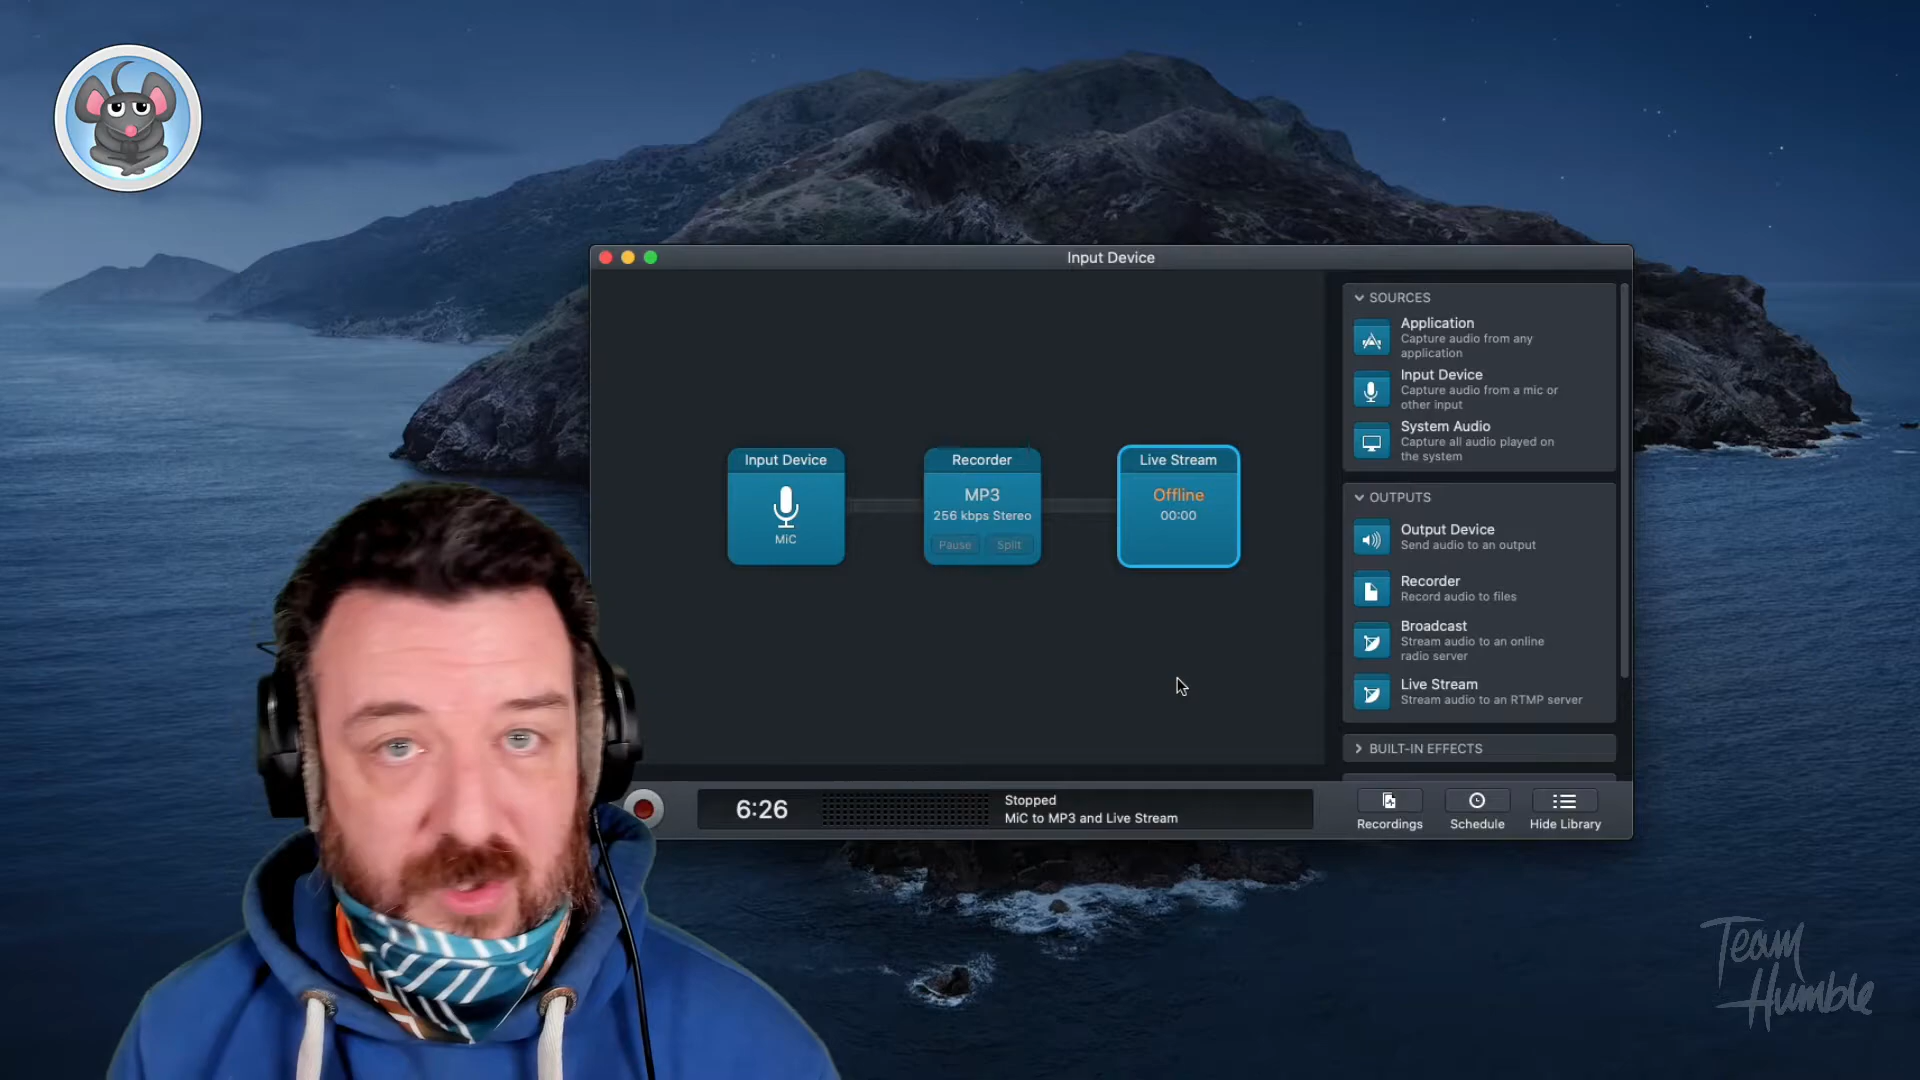 Input Device
SOURCES
Application
Capture audio from any
application
Input Device
Capture audio from a mic or
other input
System Audio
Capture all audio played on
the system
Input Device
MiC
Recorder
MP3
256 kbps Stereo
Pause
Split
Live Stream
Offline
00:00
OUTPUTS
Output Device
Send audio to an output
Recorder
Record audio to files
Broadcast
Stream audio to an online
radio server
Live Stream
Stream audio to an RTMP server
BUILT-IN EFFECTS
6:26
Stopped
MiC to MP3 and Live Stream
Recordings
Schedule
Hide Library
Team
Humble